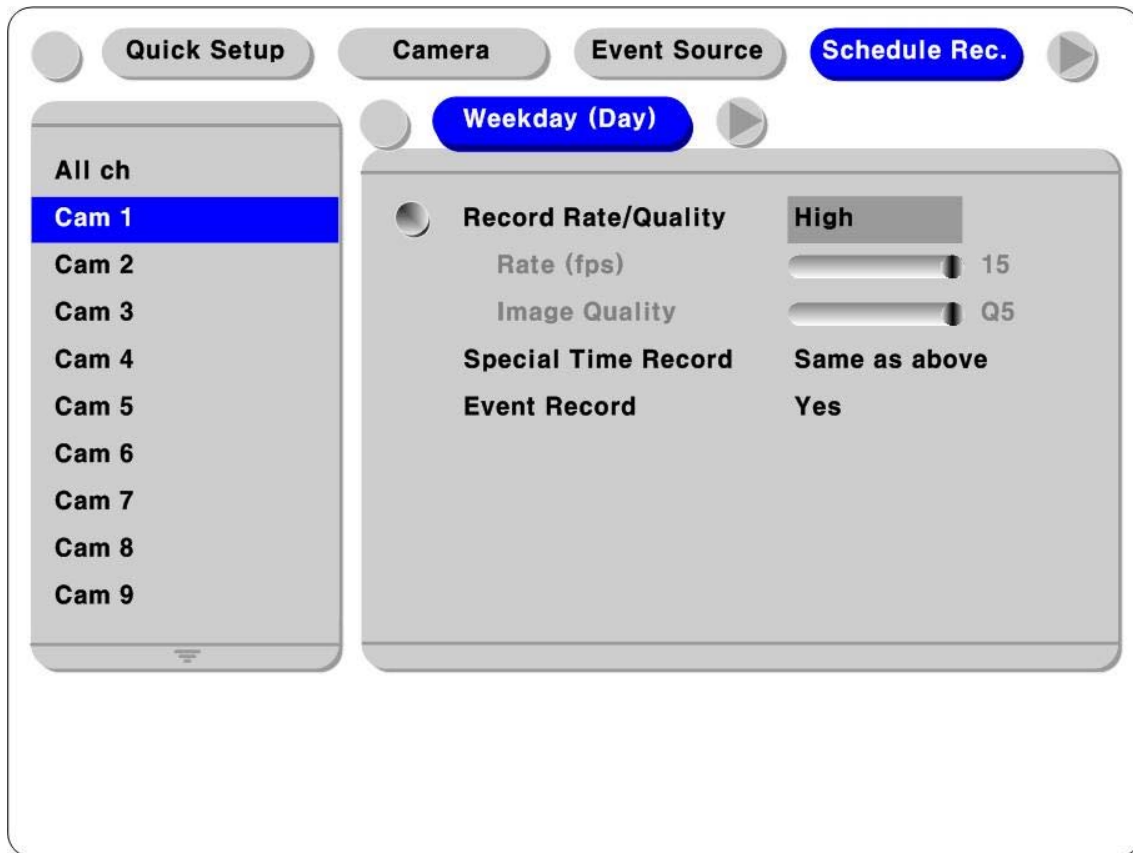 Quick Setup Camera Event Source Schedule Rec.
Weekday (Day)
All ch
Cam 1
Cam 2
Cam 3
Cam 4
Cam 5
Cam 6
Cam 7
Cam 8
Cam 9
Record Rate/Quality High
Rate (fps) 15
Image Quality Q5
Special Time Record Same as above
Event Record Yes